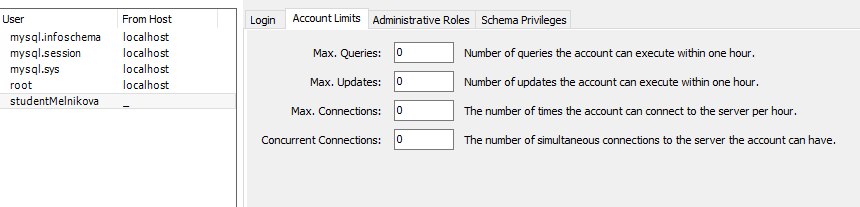 User From Host
mysql.infoschema localhost
mysql.session localhost
mysql.sys localhost
root localhost
studentMelnikova _
Login Account Limits Administrative Roles Schema Privileges
Max. Queries: 0 Number of queries the account can execute within one hour.
Max. Updates: 0 Number of updates the account can execute within one hour.
Max. Connections: 0 The number of times the account can connect to the server per hour.
Concurrent Connections: 0 The number of simultaneous connections to the server the account can have.